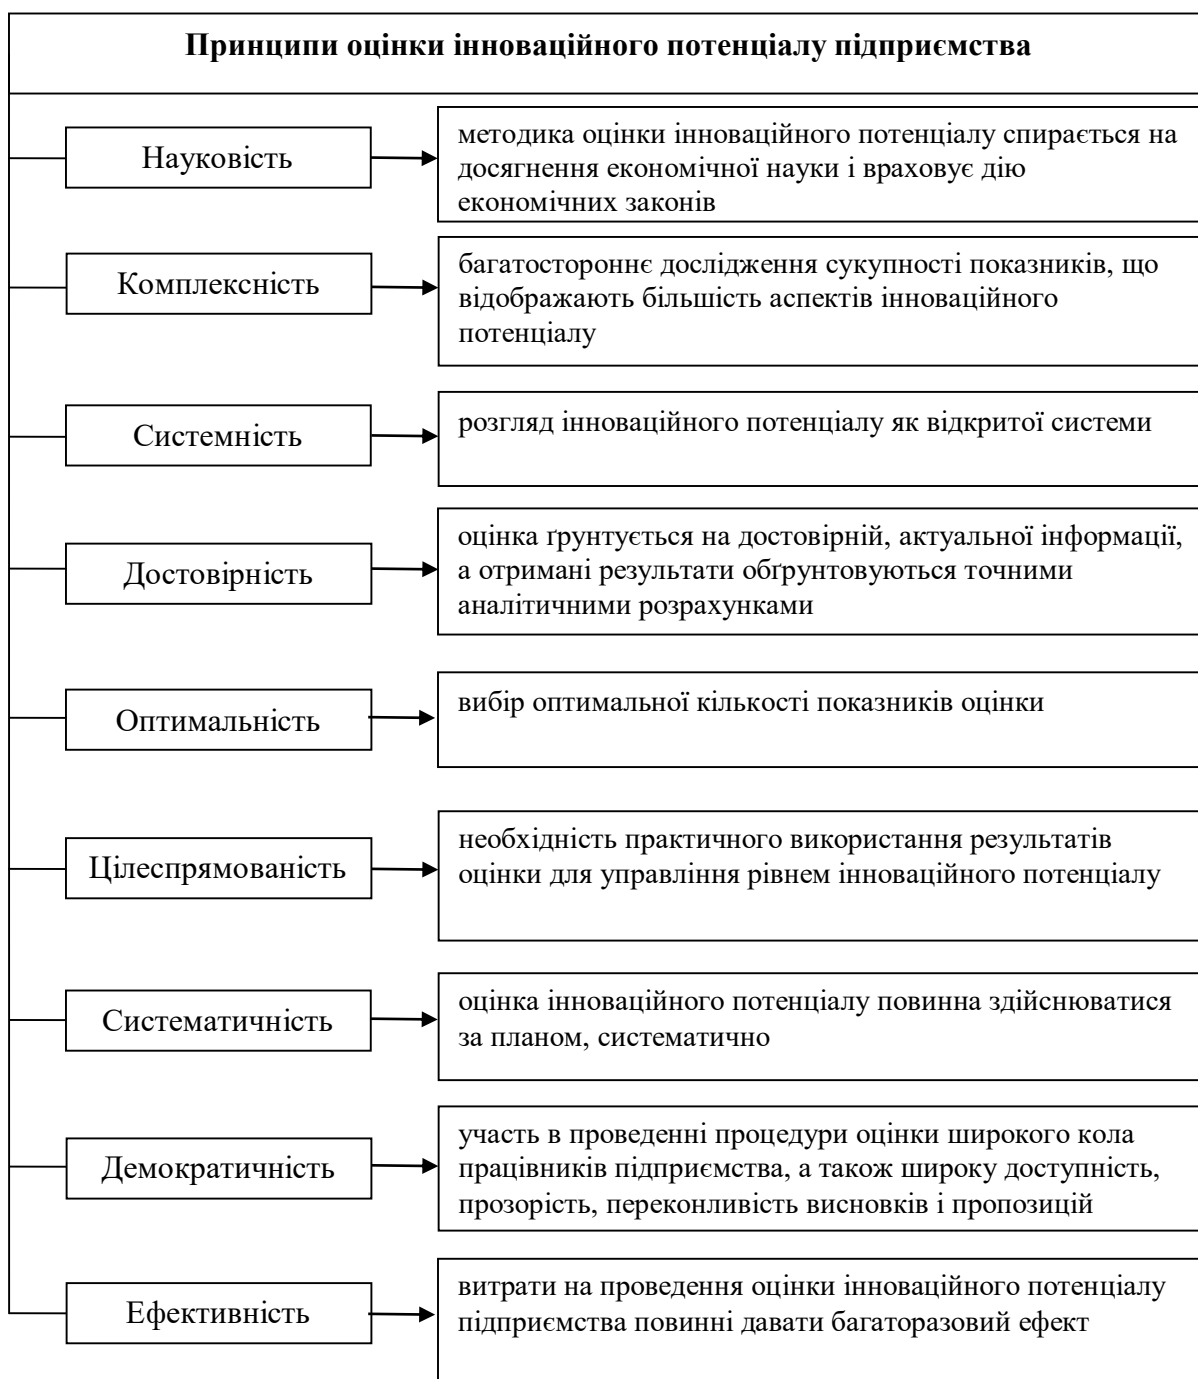 Принципи оцінки інноваційного потенціалу підприємства
Науковість
методика оцінки інноваційного потенціалу спирається на
досягнення економічної науки і враховує дію
економічних законів
Комплексність
багатостороннє дослідження сукупності показників, що
відображають більшість аспектів інноваційного
потенціалу
Системність
розгляд інноваційного потенціалу як відкритої системи
Достовірність
оцінка ґрунтується на достовірній, актуальної інформації,
а отримані результати обґрунтовуються точними
аналітичними розрахунками
Оптимальність
вибір оптимальної кількості показників оцінки
Цілеспрямованість
необхідність практичного використання результатів
оцінки для управління рівнем інноваційного потенціалу
Систематичність
оцінка інноваційного потенціалу повинна здійснюватися
за планом, систематично
Демократичність
участь в проведенні процедури оцінки широкого кола
працівників підприємства, а також широку доступність,
прозорість, переконливість висновків і пропозицій
Ефективність
витрати на проведення оцінки інноваційного потенціалу
підприємства повинні давати багаторазовий ефект